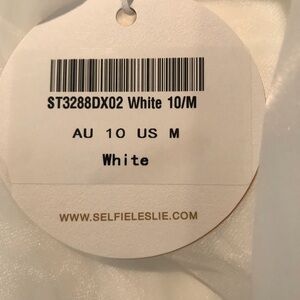 ST3288DX02 White 10/M
AU 10 US M
White
WWW.SELFIELESLIE.COM